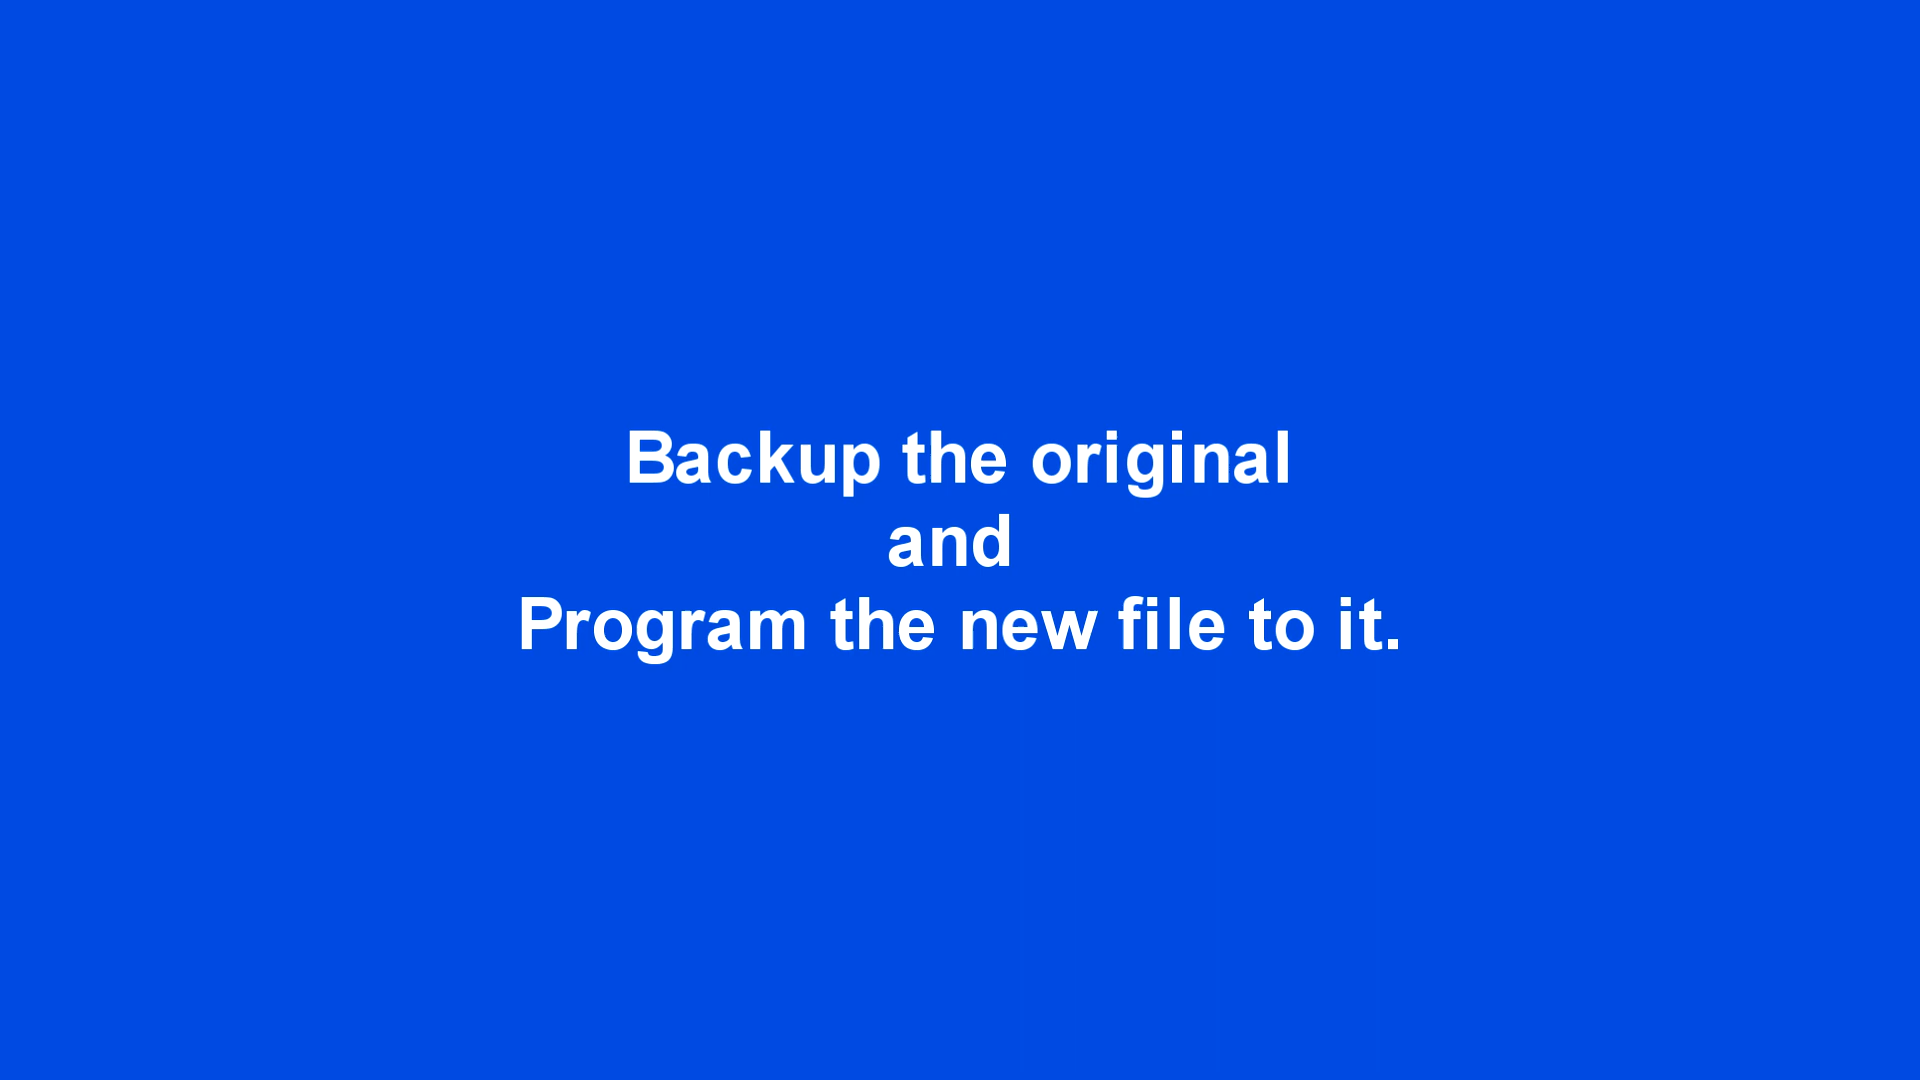 Backup the original
and
Program the new file to it.